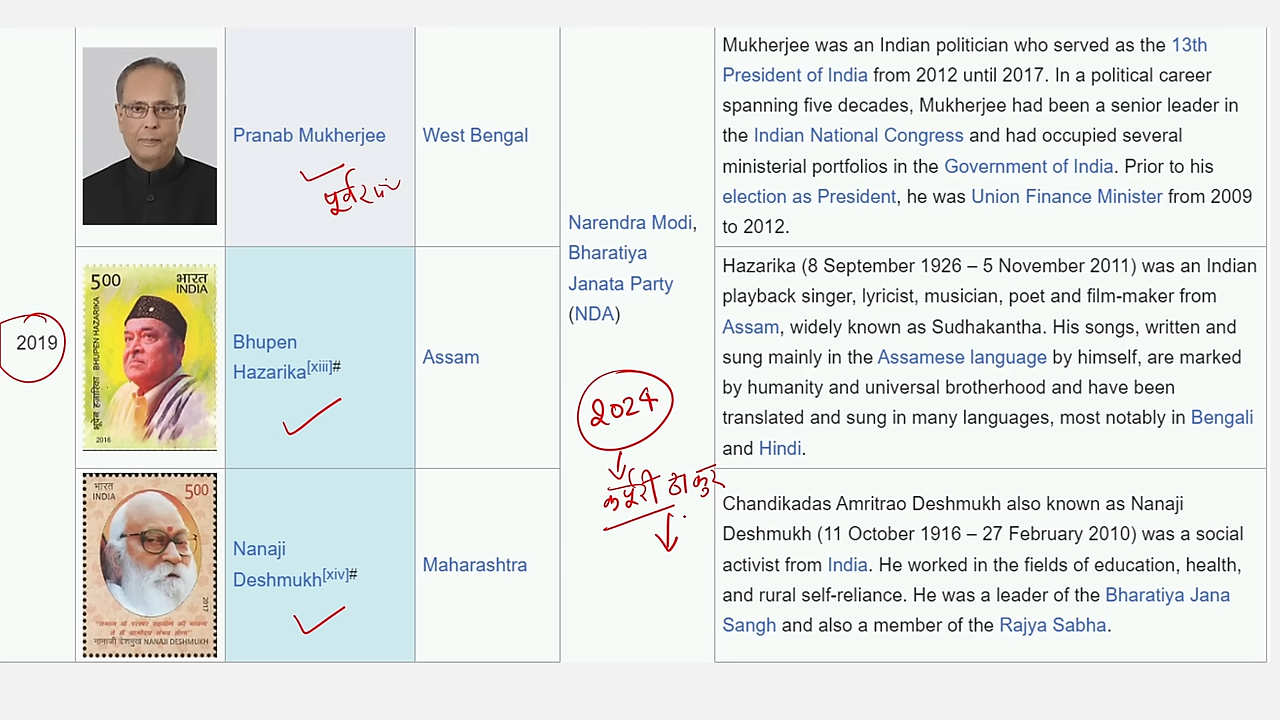 2019
Pranab Mukherjee
West Bengal
Narendra Modi,
Bharatiya
Janata Party
(NDA)
Mukherjee was an Indian politician who served as the 13th
President of India from 2012 until 2017. In a political career
spanning five decades, Mukherjee had been a senior leader in
the Indian National Congress and had occupied several
ministerial portfolios in the Government of India. Prior to his
election as President, he was Union Finance Minister from 2009
to 2012.
5.00
भारत
INDIA
BHUPEN HAZARIKA
भूपेन हजारिका
2016
Bhupen
Hazarika[xiii]#
Assam
Hazarika (8 September 1926 – 5 November 2011) was an Indian
playback singer, lyricist, musician, poet and film-maker from
Assam, widely known as Sudhakantha. His songs, written and
sung mainly in the Assamese language by himself, are marked
by humanity and universal brotherhood and have been
translated and sung in many languages, most notably in Bengali
and Hindi.
2024
कर्पूरी ठाकुर
भारत
INDIA
5.00
2017
नानाजी देशमुख NANAJI DESHMUKH
Nanaji
Deshmukh[xiv]#
Maharashtra
Chandikadas Amritrao Deshmukh also known as Nanaji
Deshmukh (11 October 1916 – 27 February 2010) was a social
activist from India. He worked in the fields of education, health,
and rural self-reliance. He was a leader of the Bharatiya Jana
Sangh and also a member of the Rajya Sabha.